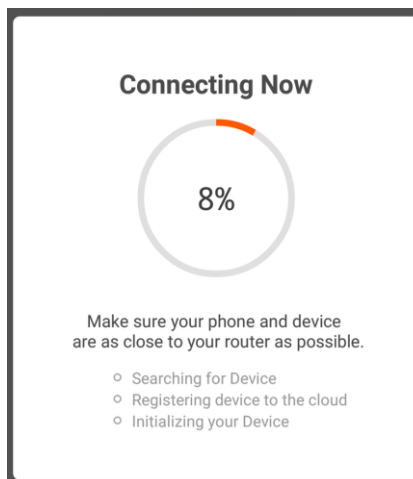 Connecting Now
8%
Make sure your phone and device
are as close to your router as possible.
Searching for Device
Registering device to the cloud
Initializing your Device